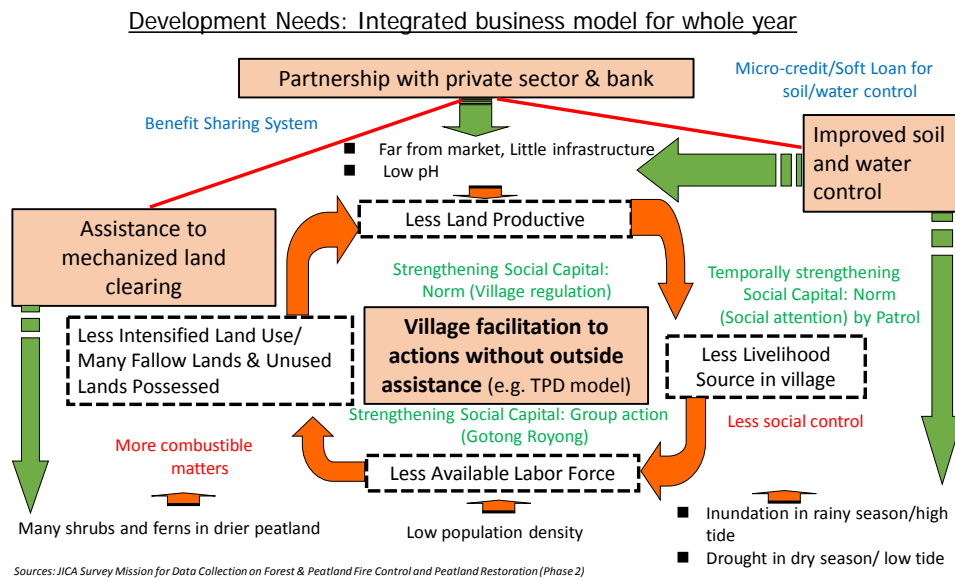 Development Needs: Integrated business model for whole year
Partnership with private sector & bank
Micro-credit/Soft Loan for
soil/water control
Benefit Sharing System
Improved soil
and water
control
■ Far from market, Little infrastructure
■ Low pH
Assistance to
mechanized land
clearing
Less Land Productive
Strengthening Social Capital:
Norm (Village regulation)
Temporally strengthening
Social Capital: Norm
(Social attention) by Patrol
Less Intensified Land Use/
Many Fallow Lands & Unused
Lands Possessed
Village facilitation to
actions without outside
assistance (e.g. TPD model)
Less Livelihood
Source in village
Strengthening Social Capital: Group action
(Gotong Royong)
Less social control
More combustible
matters
Less Available Labor Force
Many shrubs and ferns in drier peatland
Low population density
■ Inundation in rainy season/high
tide
■ Drought in dry season/ low tide
Sources: JICA Survey Mission for Data Collection on Forest & Peatland Fire Control and Peatland Restoration (Phase 2)